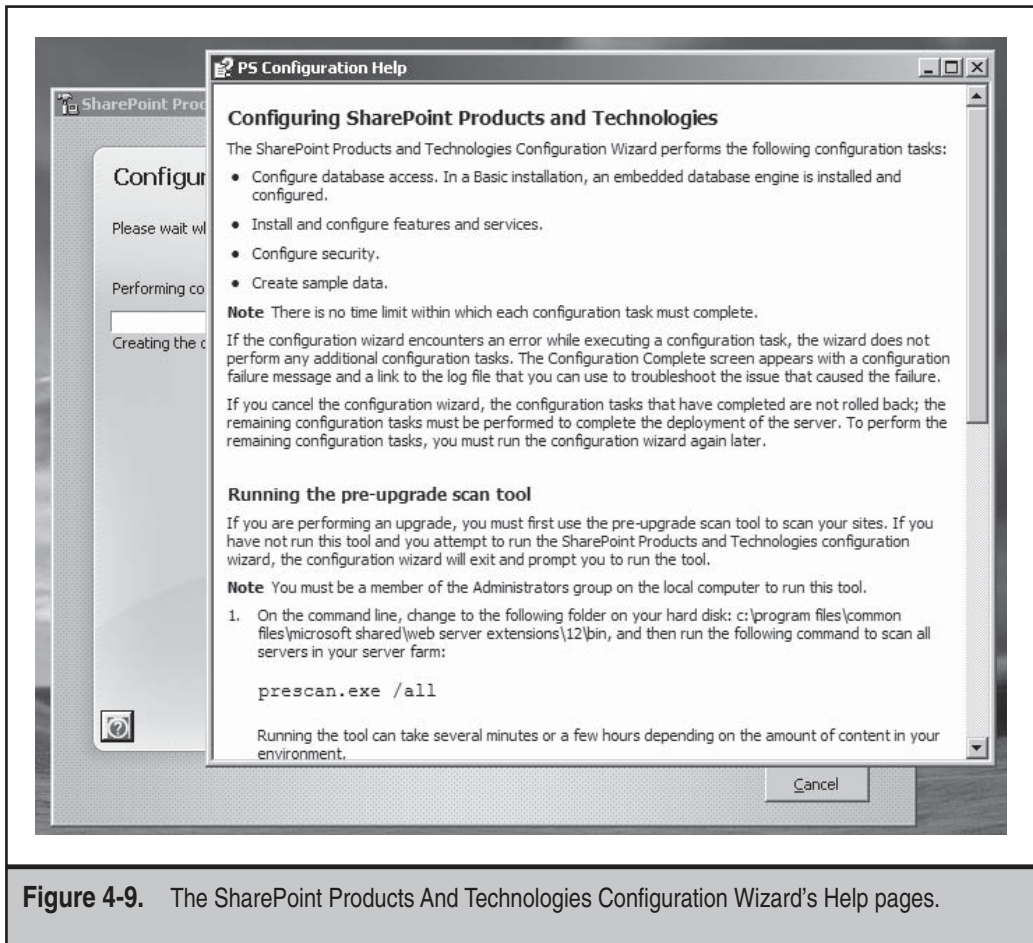 PS Configuration Help
SharePoint Proc
Configur
Please wait wl
Performing co
Creating the c
Configuring SharePoint Products and Technologies
The SharePoint Products and Technologies Configuration Wizard performs the following configuration tasks:
• Configure database access. In a Basic installation, an embedded database engine is installed and
configured.
• Install and configure features and services.
• Configure security.
• Create sample data.
Note There is no time limit within which each configuration task must complete.
If the configuration wizard encounters an error while executing a configuration task, the wizard does not
perform any additional configuration tasks. The Configuration Complete screen appears with a configuration
failure message and a link to the log file that you can use to troubleshoot the issue that caused the failure.
If you cancel the configuration wizard, the configuration tasks that have completed are not rolled back; the
remaining configuration tasks must be performed to complete the deployment of the server. To perform the
remaining configuration tasks, you must run the configuration wizard again later.
Running the pre-upgrade scan tool
If you are performing an upgrade, you must first use the pre-upgrade scan tool to scan your sites. If you
have not run this tool and you attempt to run the SharePoint Products and Technologies configuration
wizard, the configuration wizard will exit and prompt you to run the tool.
Note You must be a member of the Administrators group on the local computer to run this tool.
1. On the command line, change to the following folder on your hard disk: c:\program files\common
files\microsoft shared\web server extensions\12\bin, and then run the following command to scan all
servers in your server farm:
prescan.exe /all
Running the tool can take several minutes or a few hours depending on the amount of content in your
environment.
Cancel
Figure 4-9. The SharePoint Products And Technologies Configuration Wizard's Help pages.